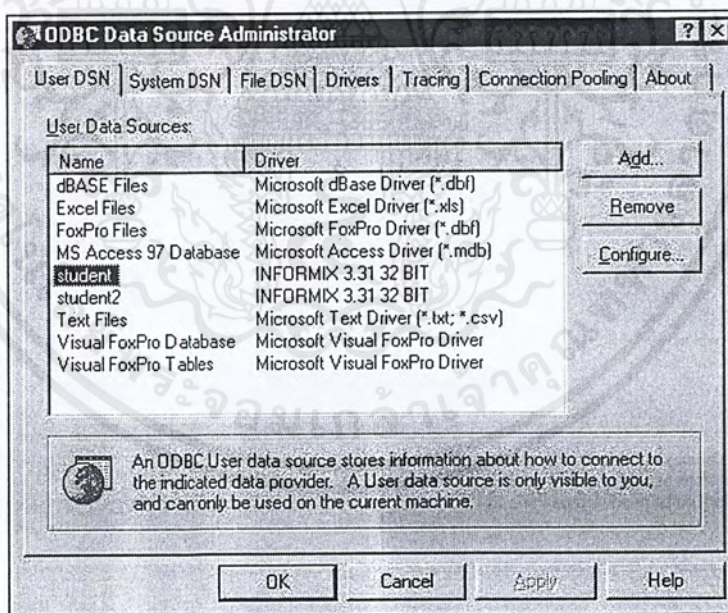 ODBC Data Source Administrator
User DSN System DSN File DSN Drivers Tracing Connection Pooling About
User Data Sources:
Name Driver
dBASE Files Microsoft dBase Driver (*.dbf)
Excel Files Microsoft Excel Driver (*.xls)
FoxPro Files Microsoft FoxPro Driver (*.dbf)
MS Access 97 Database Microsoft Access Driver (*.mdb)
student INFORMIX 3.31 32 BIT
student2 INFORMIX 3.31 32 BIT
Text Files Microsoft Text Driver (*.txt; *.csv)
Visual FoxPro Database Microsoft Visual FoxPro Driver
Visual FoxPro Tables Microsoft Visual FoxPro Driver
Add...
Remove
Configure...
An ODBC User data source stores information about how to connect to
the indicated data provider. A User data source is only visible to you,
and can only be used on the current machine.
OK Cancel Apply Help